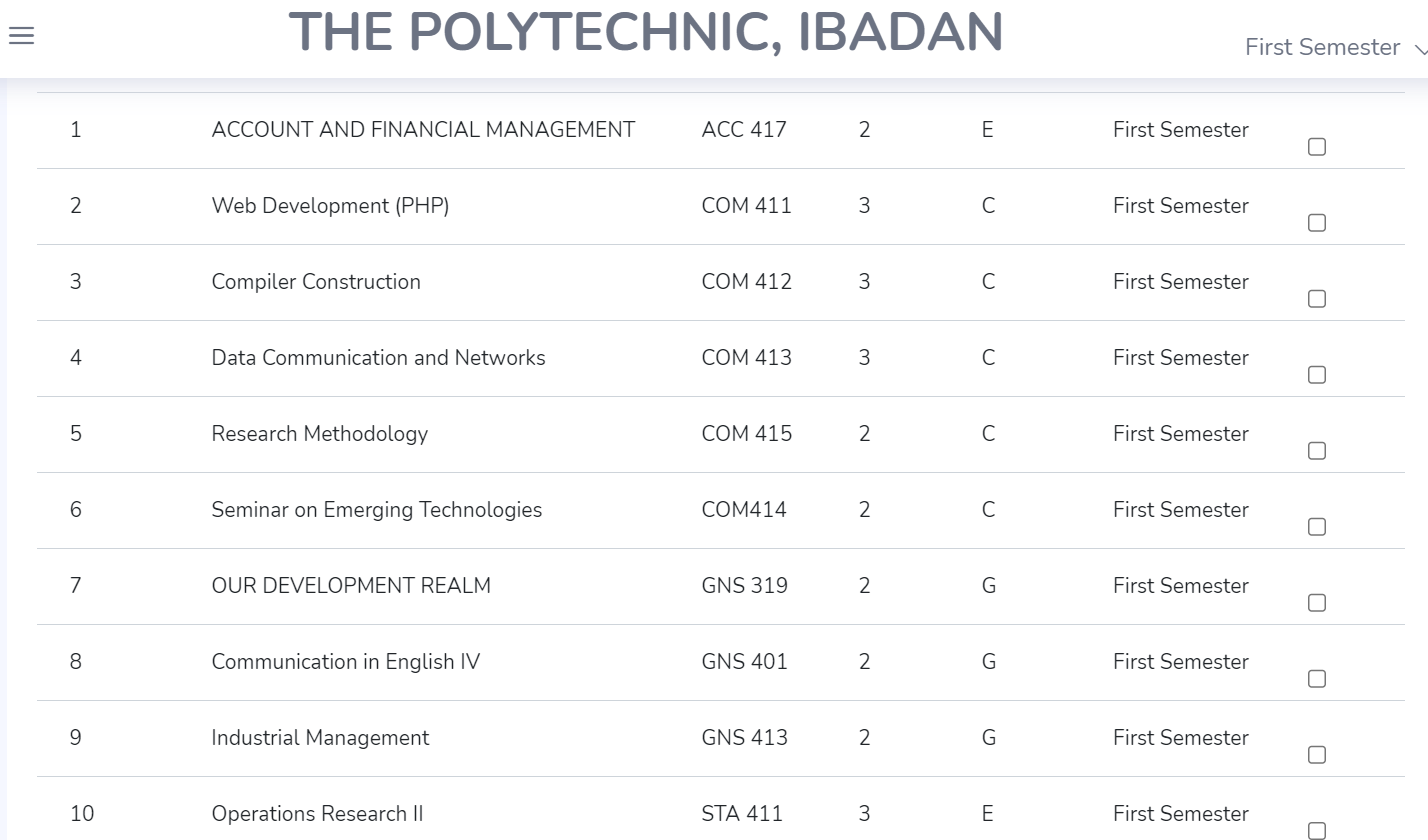 THE POLYTECHNIC, IBADAN
First Semester
1 ACCOUNT AND FINANCIAL MANAGEMENT ACC 417 2 E First Semester
2 Web Development (PHP) COM 411 3 C First Semester
3 Compiler Construction COM 412 3 C First Semester
4 Data Communication and Networks COM 413 3 C First Semester
5 Research Methodology COM 415 2 C First Semester
6 Seminar on Emerging Technologies COM414 2 C First Semester
7 OUR DEVELOPMENT REALM GNS 319 2 G First Semester
8 Communication in English IV GNS 401 2 G First Semester
9 Industrial Management GNS 413 2 G First Semester
10 Operations Research II STA 411 3 E First Semester